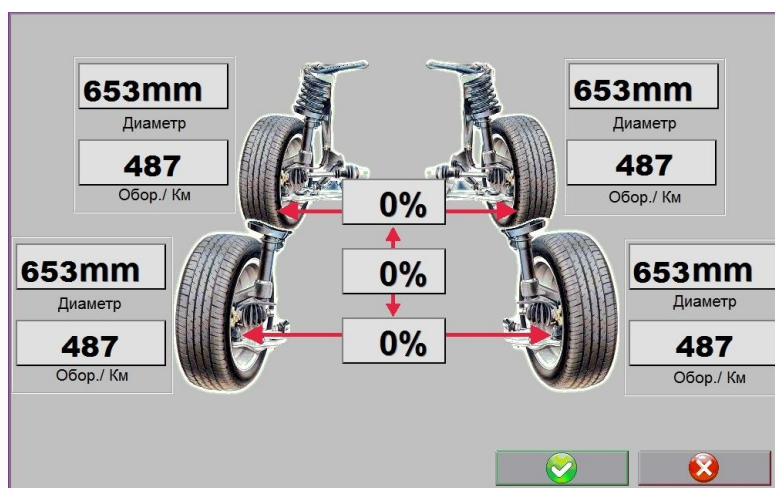 653mm
Диаметр
487
Обор./ Км
653mm
Диаметр
487
Обор./ Км
0%
0%
0%
653mm
Диаметр
487
Обор./ Км
653mm
Диаметр
487
Обор./ Км